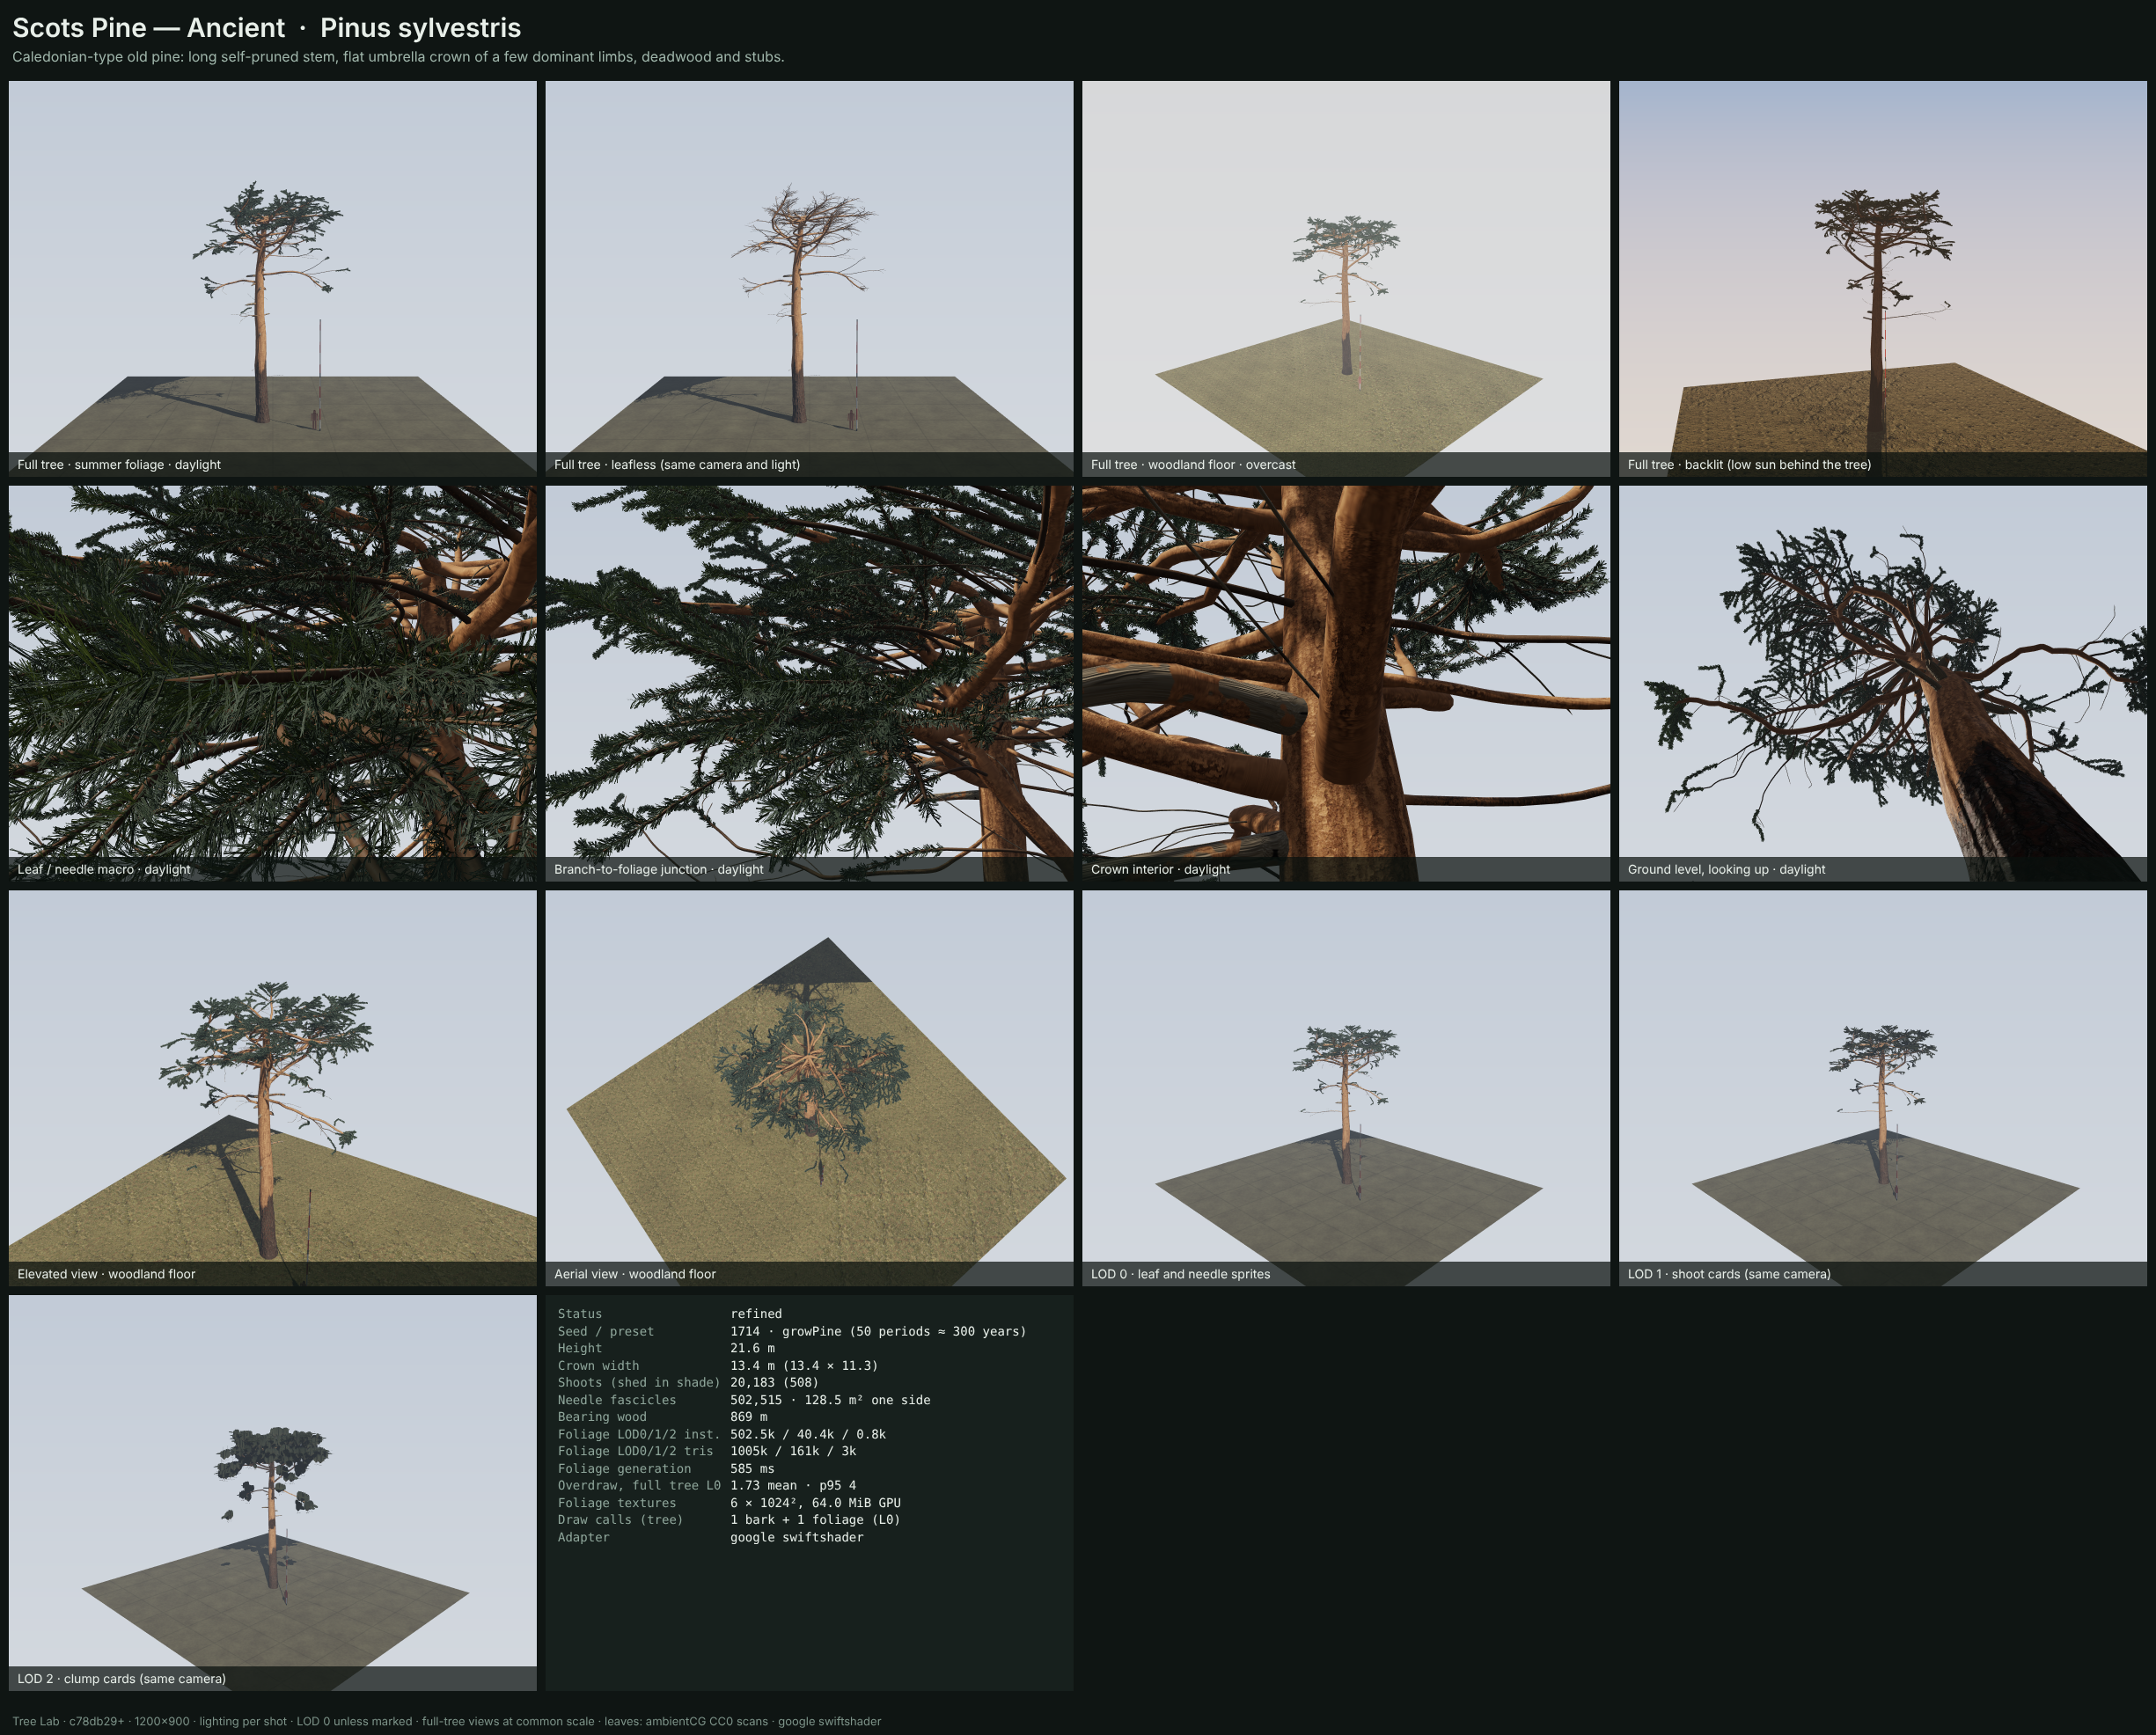 Scots Pine — Ancient · Pinus sylvestris
Caledonian-type old pine: long self-pruned stem, flat umbrella crown of a few dominant limbs, deadwood and stubs.
Full tree · summer foliage · daylight
Full tree · leafless (same camera and light)
Full tree · woodland floor · overcast
Full tree · backlit (low sun behind the tree)
Leaf / needle macro · daylight
Branch-to-foliage junction · daylight
Crown interior · daylight
Ground level, looking up · daylight
Elevated view · woodland floor
Aerial view · woodland floor
LOD 0 · leaf and needle sprites
LOD 1 · shoot cards (same camera)
LOD 2 · clump cards (same camera)
Status refined
Seed / preset 1714 · growPine (50 periods ≈ 300 years)
Height 21.6 m
Crown width 13.4 m (13.4 × 11.3)
Shoots (shed in shade) 20,183 (508)
Needle fascicles 502,515 · 128.5 m² one side
Bearing wood 869 m
Foliage LOD0/1/2 inst. 502.5k / 40.4k / 0.8k
Foliage LOD0/1/2 tris 1005k / 161k / 3k
Foliage generation 585 ms
Overdraw, full tree L0 1.73 mean · p95 4
Foliage textures 6 × 1024², 64.0 MiB GPU
Draw calls (tree) 1 bark + 1 foliage (L0)
Adapter google swiftshader
Tree Lab · c78db29+ · 1200×900 · lighting per shot · LOD 0 unless marked · full-tree views at common scale · leaves: ambientCG CC0 scans · google swiftshader